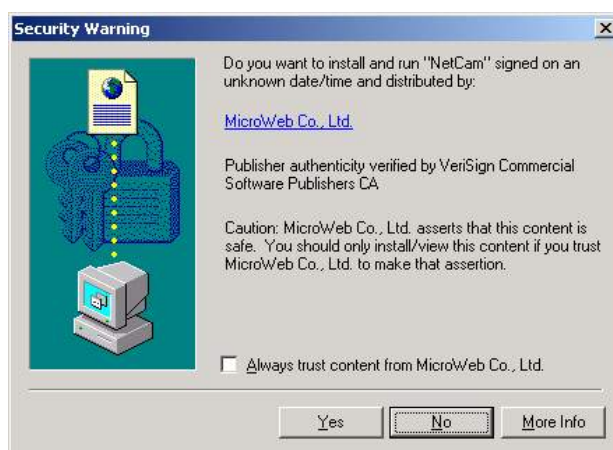 Security Warning
Do you want to install and run "NetCam" signed on an
unknown date/time and distributed by:
MicroWeb Co., Ltd.
Publisher authenticity verified by VeriSign Commercial
Software Publishers CA
Caution: MicroWeb Co., Ltd. asserts that this content is
safe. You should only install/view this content if you trust
MicroWeb Co., Ltd. to make that assertion.
Always trust content from MicroWeb Co., Ltd.
Yes
No
More Info